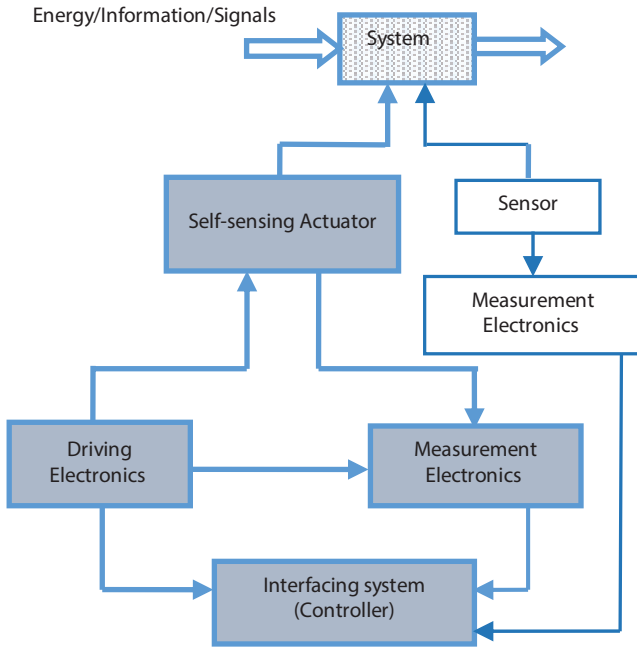 Energy/Information/Signals
System
Self-sensing Actuator
Sensor
Measurement
Electronics
Driving
Electronics
Measurement
Electronics
Interfacing system
(Controller)